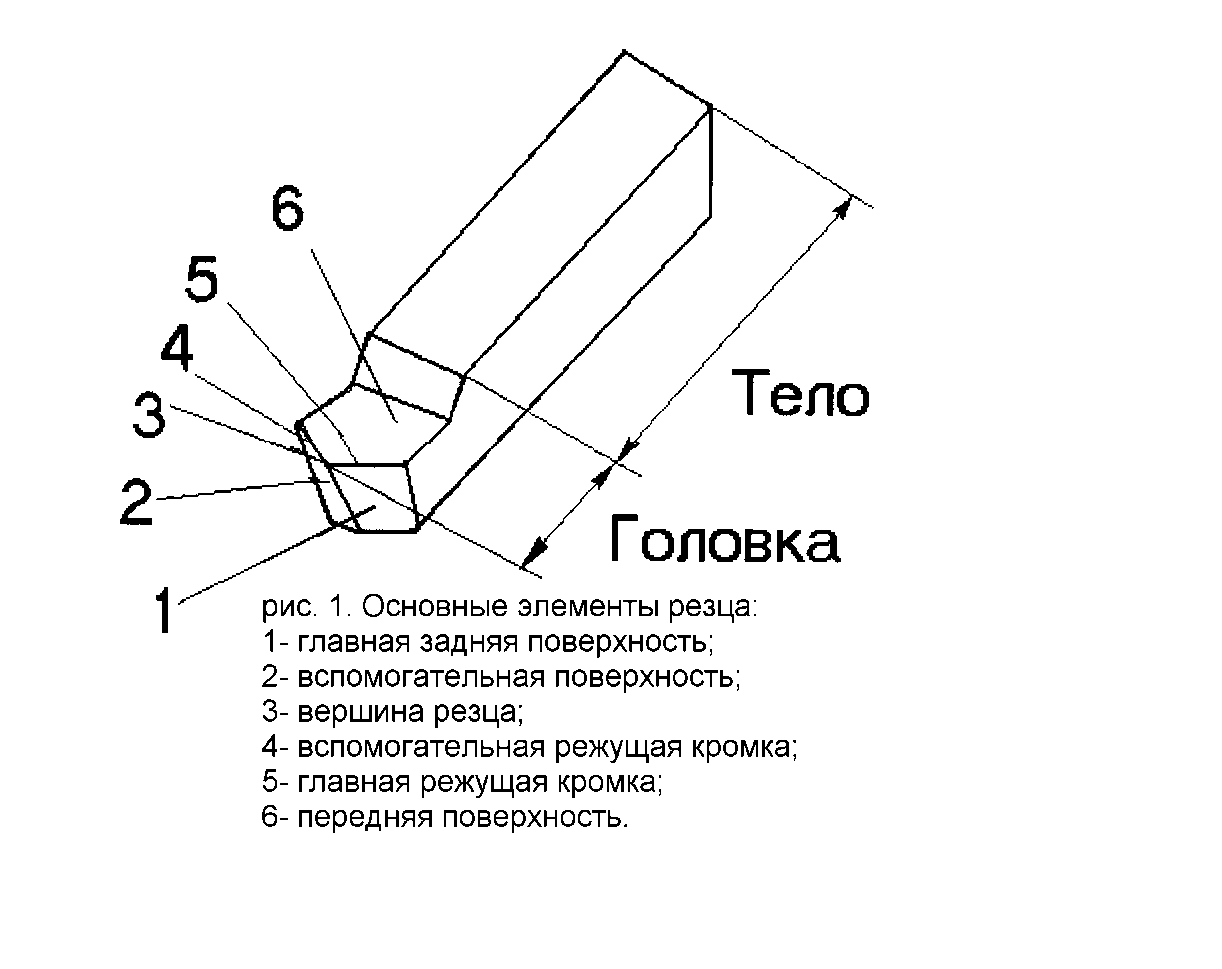 6
5
4
3
2
1
Тело
Головка
рис. 1. Основные элементы резца:
1- главная задняя поверхность;
2- вспомогательная поверхность;
3- вершина резца;
4- вспомогательная режущая кромка;
5- главная режущая кромка;
6- передняя поверхность.